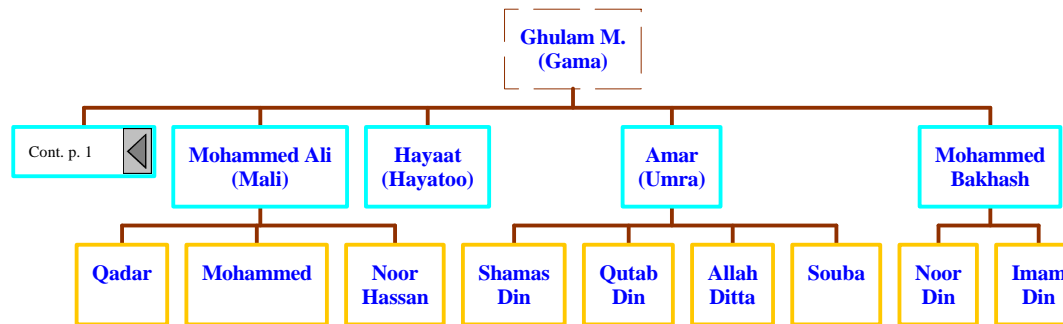 Ghulam M.
(Gama)
Cont. p. 1
Mohammed Ali
(Mali)
Hayaat
(Hayatoo)
Amar
(Umra)
Mohammed
Bakhash
Qadar
Mohammed
Noor
Hassan
Shamas
Din
Qutab
Din
Allah
Ditta
Souba
Noor
Din
Imam
Din